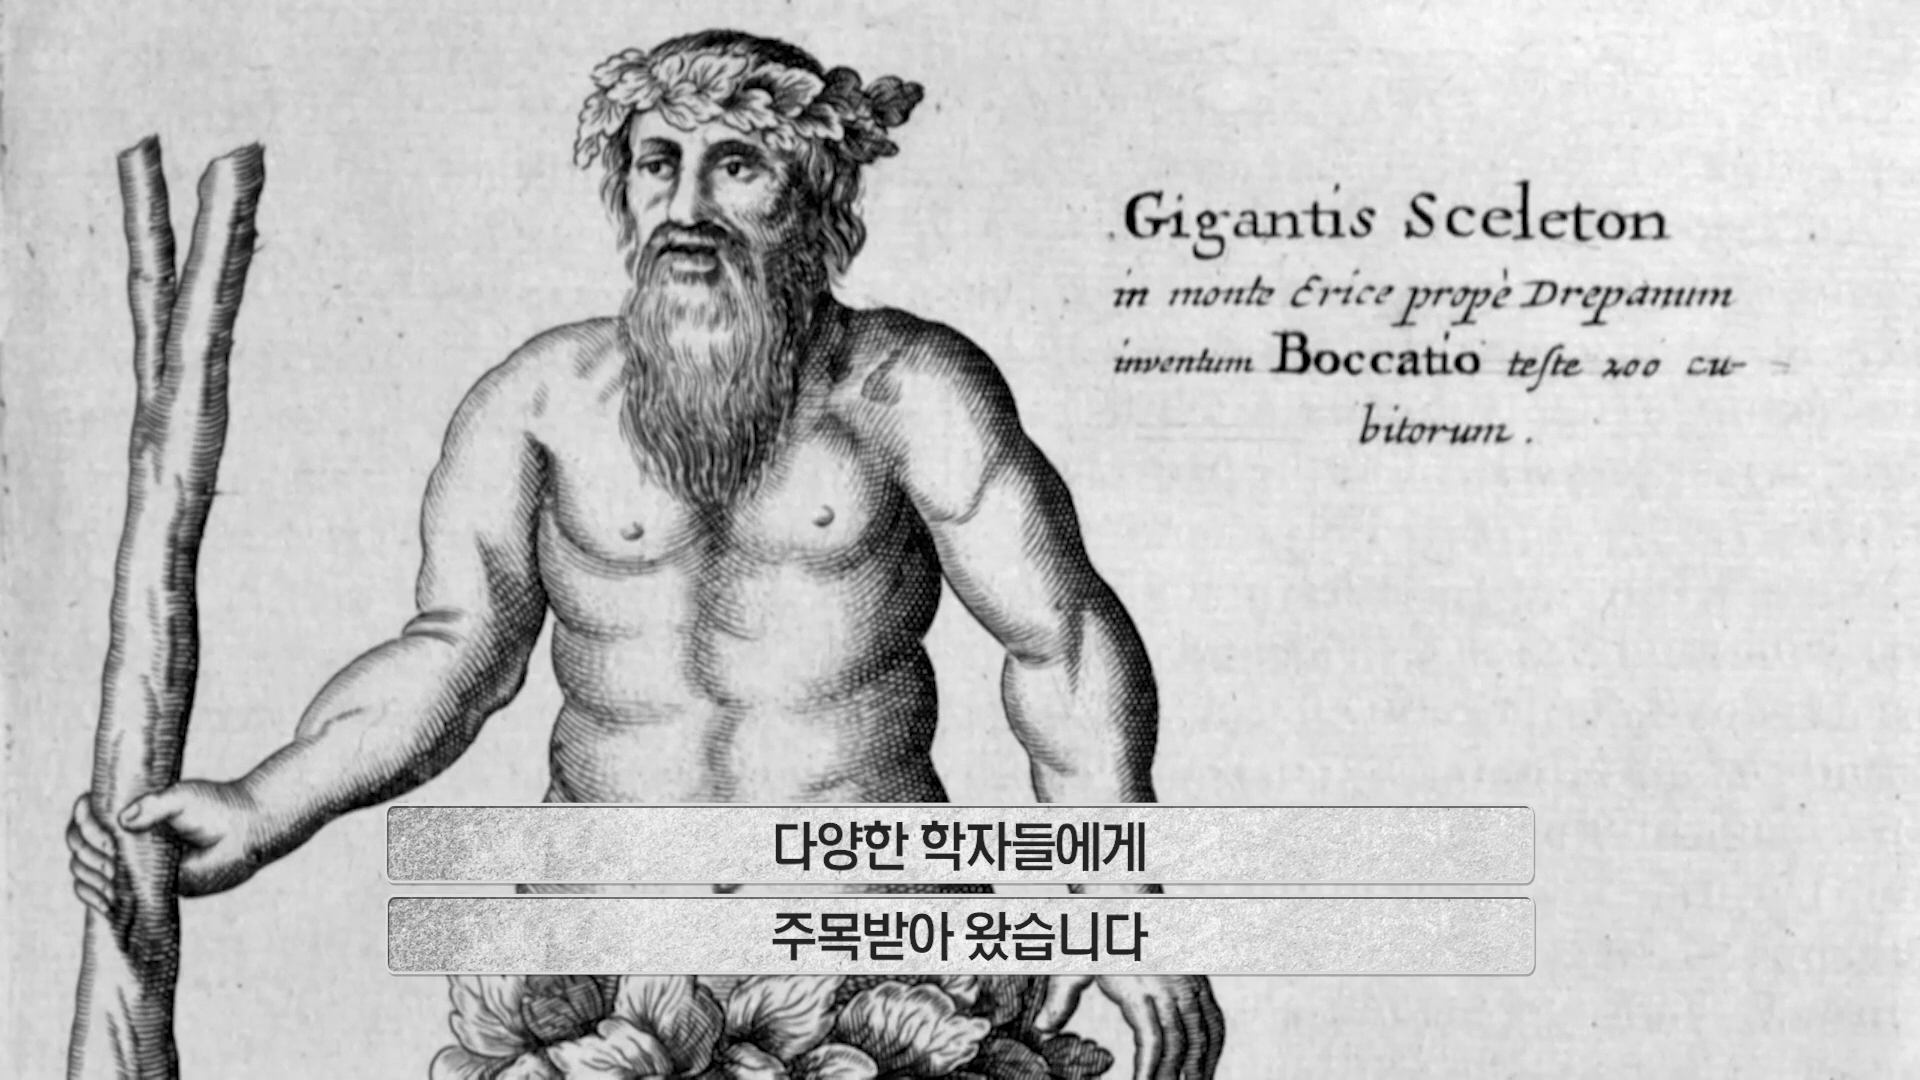 Gigantis Sceleton
in monte Erice propè Drepanum
inventum Boccatio teſte 200 cu-
bitorum .
다양한 학자들에게
주목받아 왔습니다